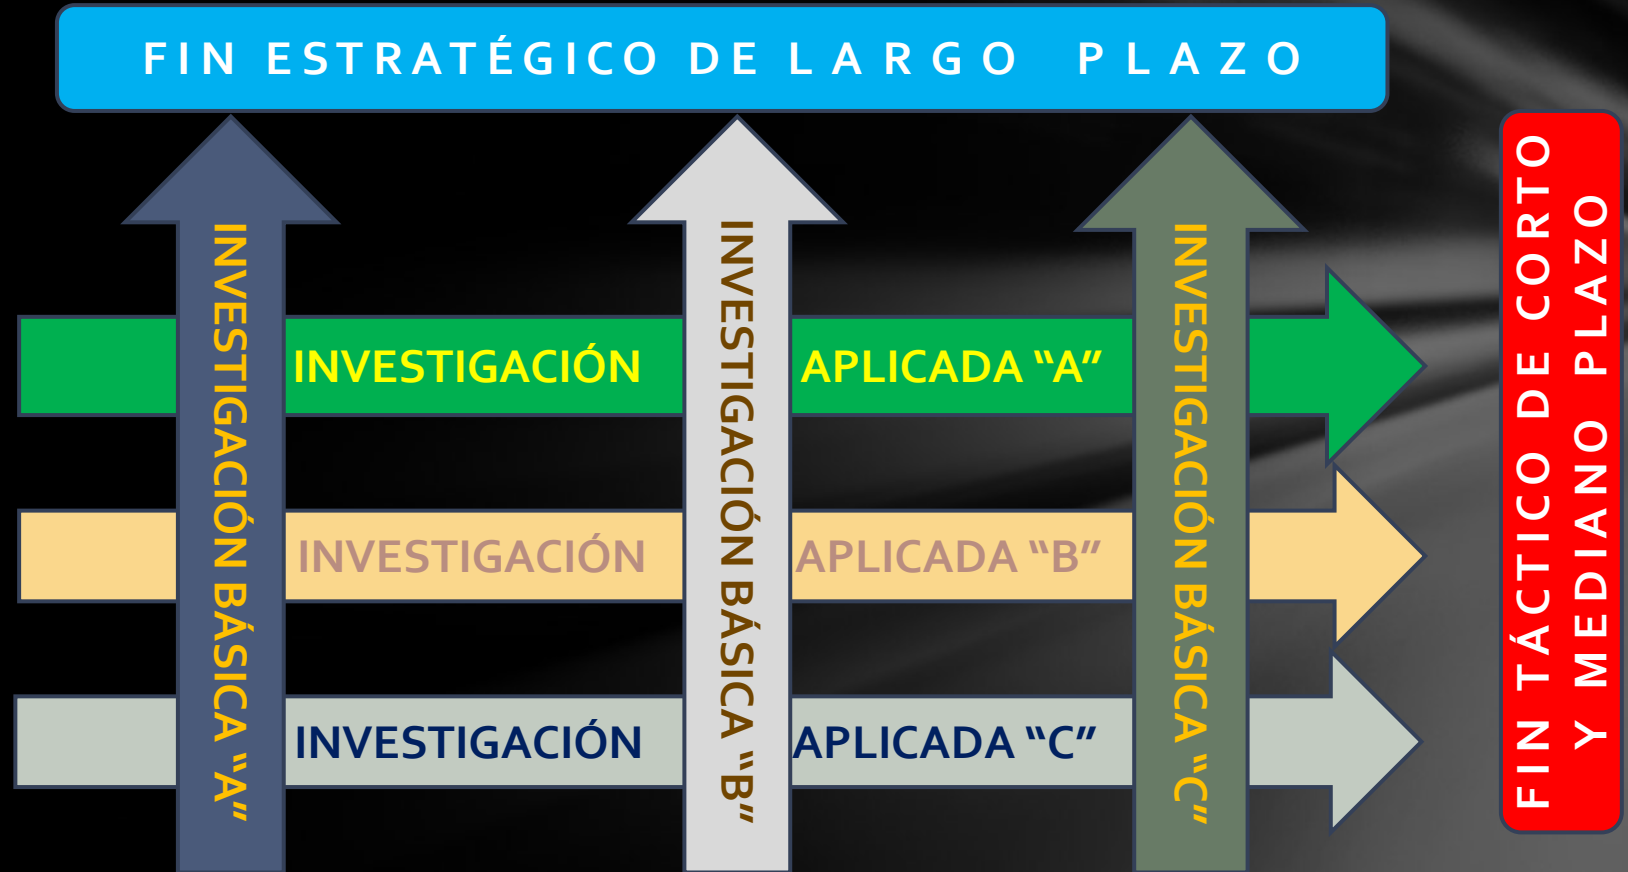 FIN ESTRATÉGICO DE LARGO PLAZO
INVESTIGACIÓN BÁSICA “A”
INVESTIGACIÓN BÁSICA “B”
INVESTIGACIÓN BÁSICA “C”
INVESTIGACIÓN APLICADA “A”
INVESTIGACIÓN APLICADA “B”
INVESTIGACIÓN APLICADA “C”
FIN TÁCTICO DE CORTO
Y MEDIANO PLAZO